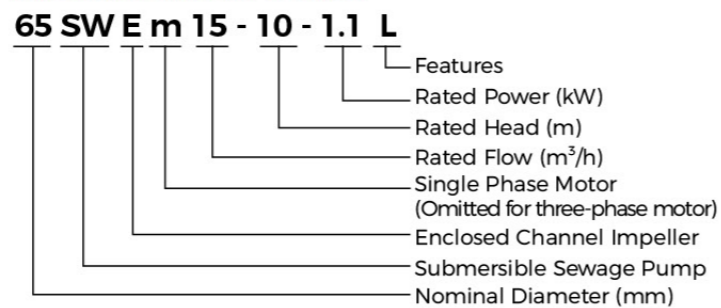 65 SW E m 15 - 10 - 1.1 L
Features
Rated Power (kW)
Rated Head (m)
Rated Flow (m³/h)
Single Phase Motor
(Omitted for three-phase motor)
Enclosed Channel Impeller
Submersible Sewage Pump
Nominal Diameter (mm)